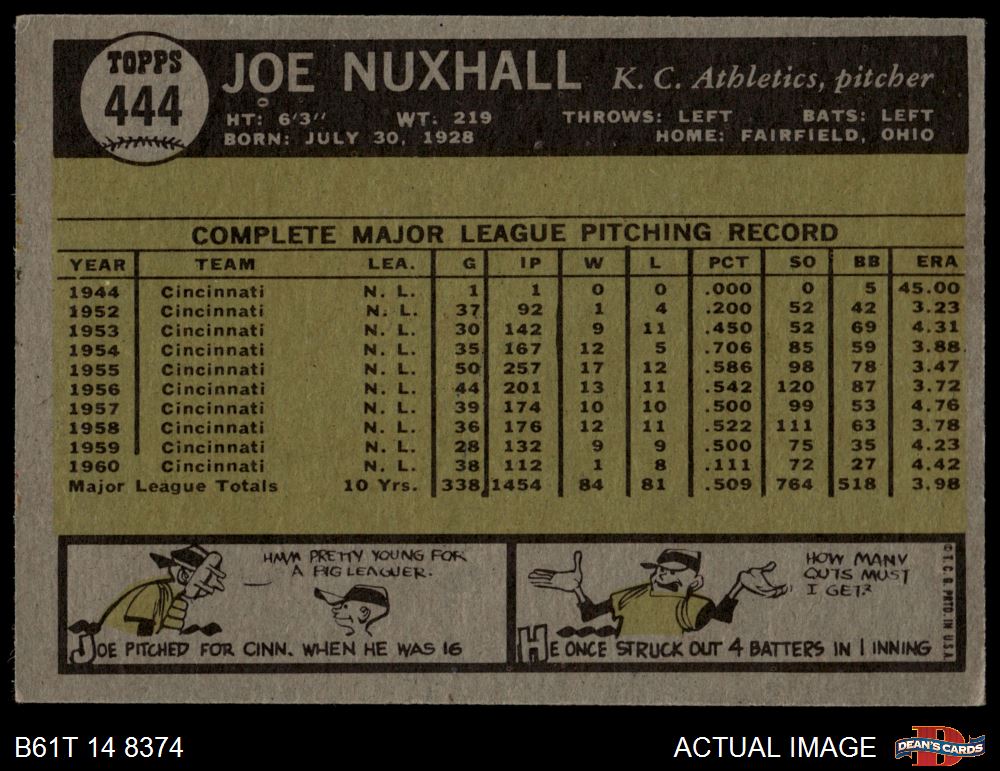 TOPPS
444
JOE NUXHALL K. C. Athletics, pitcher
HT: 6'3" WT: 219 THROWS: LEFT BATS: LEFT
BORN: JULY 30, 1928 HOME: FAIRFIELD, OHIO
COMPLETE MAJOR LEAGUE PITCHING RECORD
YEAR TEAM LEA. G IP W L PCT SO BB ERA
1944 Cincinnati N. L. 1 1 0 0 .000 0 5 45.00
1952 Cincinnati N. L. 37 92 1 4 .200 52 42 3.23
1953 Cincinnati N. L. 30 142 9 11 .450 52 69 4.31
1954 Cincinnati N. L. 35 167 12 5 .706 85 59 3.88
1955 Cincinnati N. L. 50 257 17 12 .586 98 78 3.47
1956 Cincinnati N. L. 44 201 13 11 .542 120 87 3.72
1957 Cincinnati N. L. 39 174 10 10 .500 99 53 4.76
1958 Cincinnati N. L. 36 176 12 11 .522 111 63 3.78
1959 Cincinnati N. L. 28 132 9 9 .500 75 35 4.23
1960 Cincinnati N. L. 38 112 1 8 .111 72 27 4.42
Major League Totals 10 Yrs. 338 1454 84 81 .509 764 518 3.98
HMM PRETTY YOUNG FOR
A BIG LEAGUER.
JOE PITCHED FOR CINN. WHEN HE WAS 16
HOW MANY
OUTS MUST
I GET?
HE ONCE STRUCK OUT 4 BATTERS IN 1 INNING
© T. C. G. PRTD. IN U.S.A.
B61T 14 8374
ACTUAL IMAGE
DEAN'S CARDS